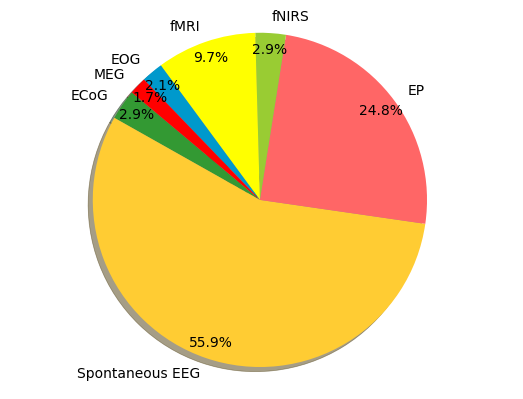 fNIRS
fMRI
2.9%
9.7%
EOG
MEG
2.1%
EP
ECoG
1.7%
24.8%
2.9%
55.9%
Spontaneous EEG